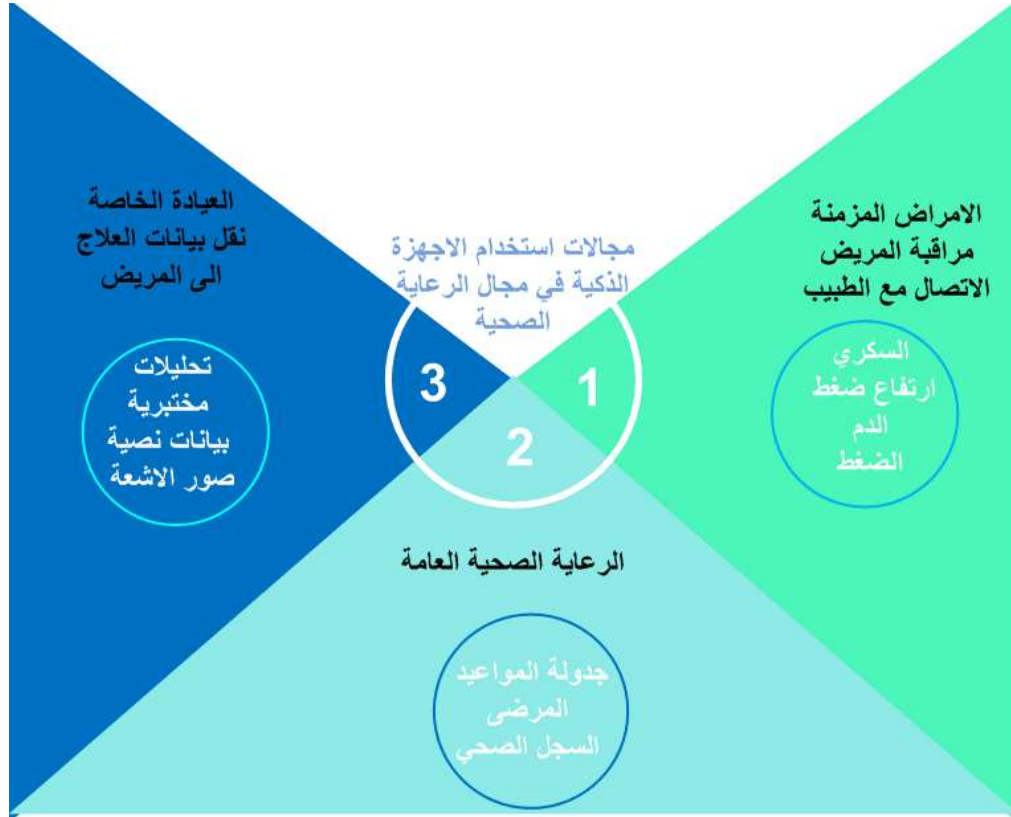 مجالات استخدام الاجهزة
الذكية في مجال الرعاية
الصحية
1
الامراض المزمنة
مراقبة المريض
الاتصال مع الطبيب
السكري
ارتفاع ضغط
الدم
الضغط
2
الرعاية الصحية العامة
جدولة المواعيد
المرضى
السجل الصحي
3
العيادة الخاصة
نقل بيانات العلاج
الى المريض
تحليلات
مختبرية
بيانات نصية
صور الاشعة